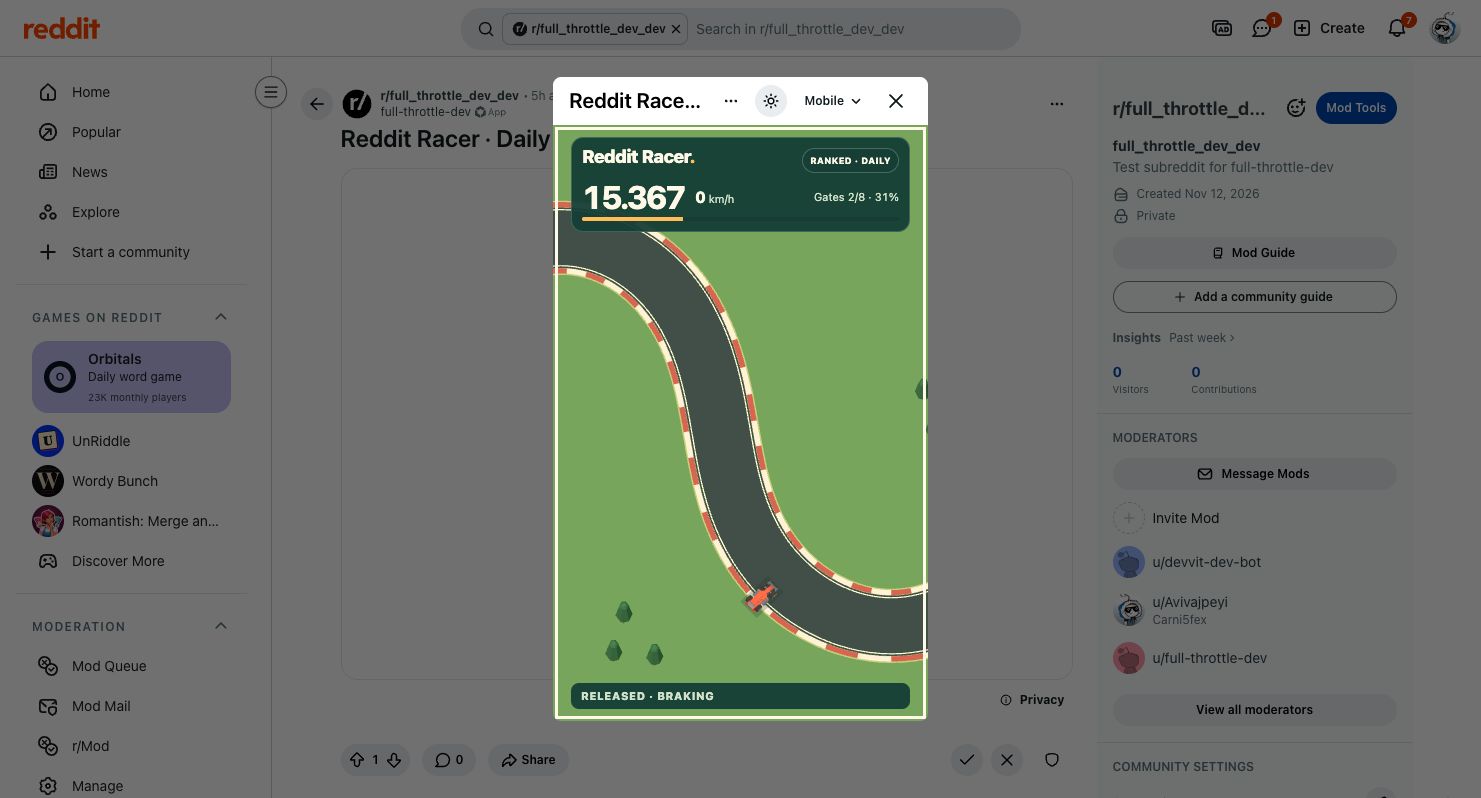 reddit
r/full_throttle_dev_dev
Search in r/full_throttle_dev_dev
AD
1
Create
7
Home
Popular
News
Explore
Start a community
GAMES ON REDDIT
Orbitals
Daily word game
23K monthly players
UnRiddle
Wordy Bunch
Romantish: Merge an...
Discover More
MODERATION
Mod Queue
Mod Mail
r/Mod
Manage
r/full_throttle_dev_dev • 5h a
full-throttle-dev App
Reddit Racer · Daily
Reddit Race...
Mobile
Reddit Racer.
RANKED · DAILY
15.367 0 km/h
Gates 2/8 · 31%
RELEASED · BRAKING
Privacy
1
0
Share
r/full_throttle_d...
Mod Tools
full_throttle_dev_dev
Test subreddit for full-throttle-dev
Created Nov 12, 2026
Private
Mod Guide
Add a community guide
Insights Past week
0
Visitors
0
Contributions
MODERATORS
Message Mods
Invite Mod
u/devvit-dev-bot
u/Avivajpeyi
Carni5fex
u/full-throttle-dev
View all moderators
COMMUNITY SETTINGS